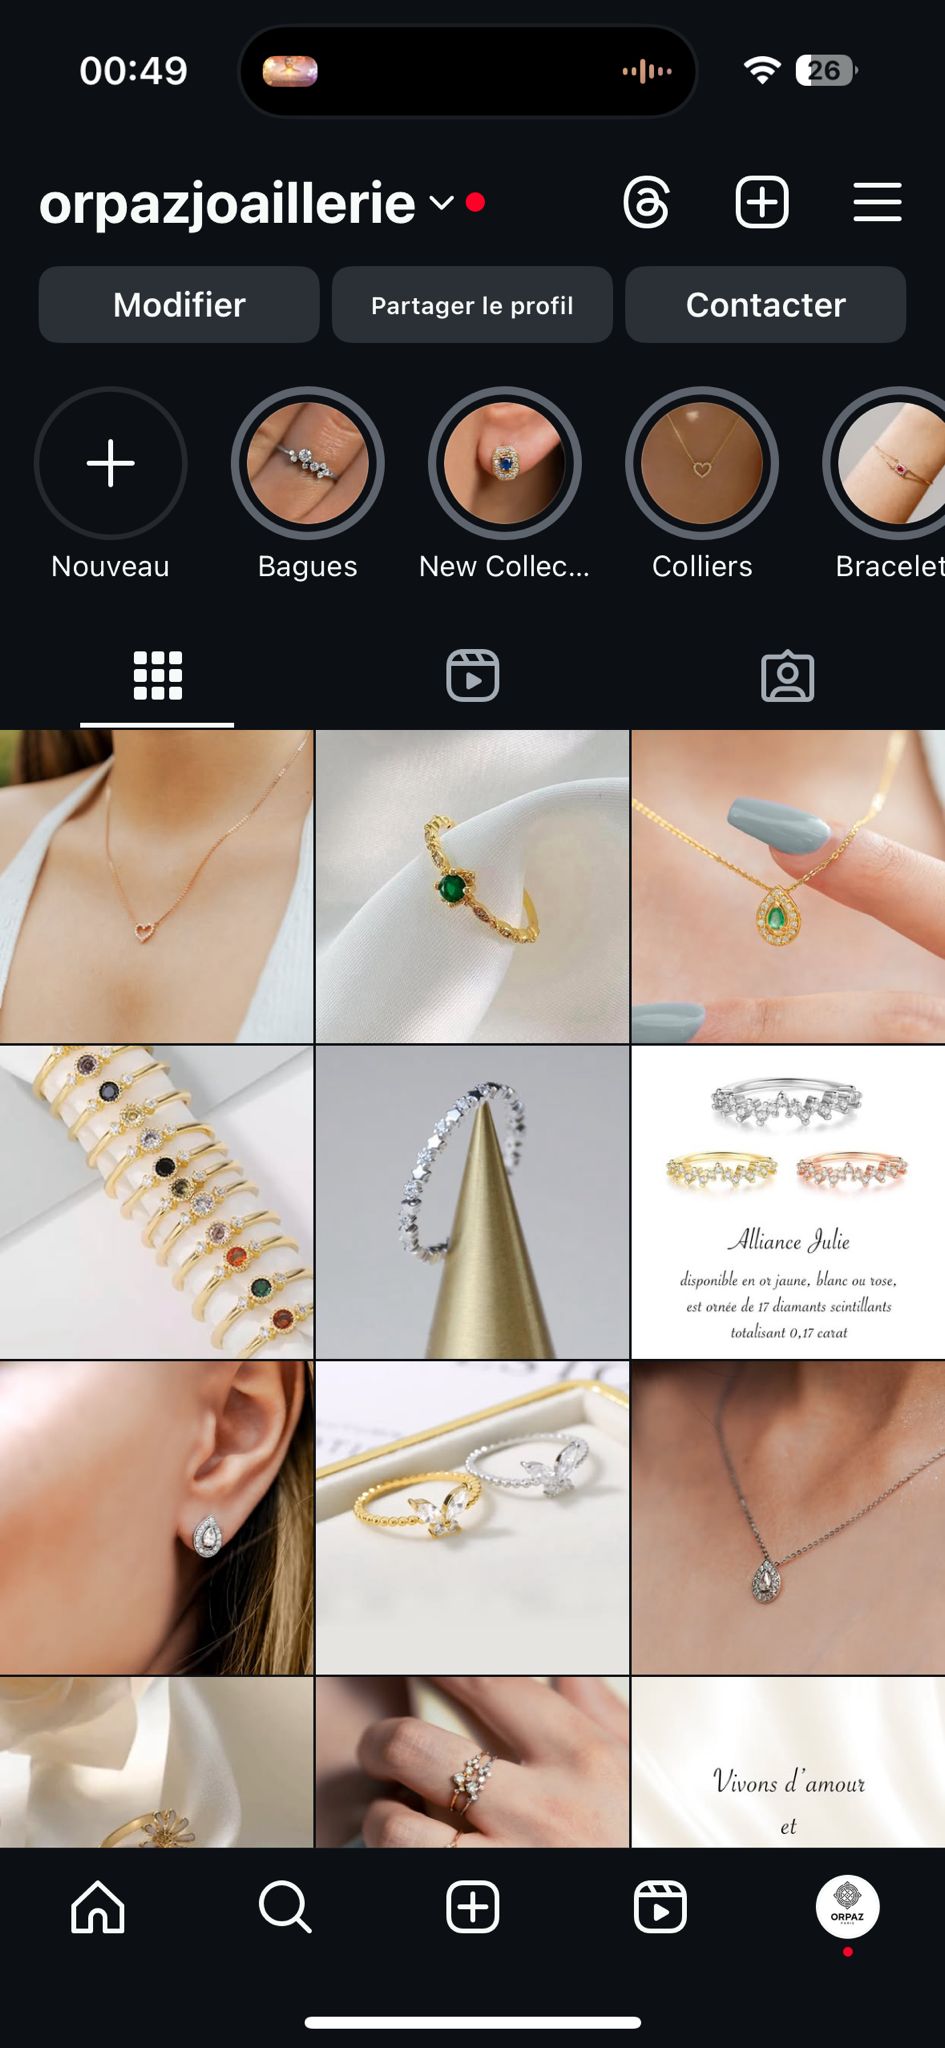 00:49
26
orpazjoaillerie
Modifier
Partager le profil
Contacter
Nouveau
Bagues
New Collec...
Colliers
Bracelet
Alliance Julie
disponible en or jaune, blanc ou rose,
est ornée de 17 diamants scintillants
totalisant 0,17 carat
Vivons d'amour
et
ORPAZ
PARIS